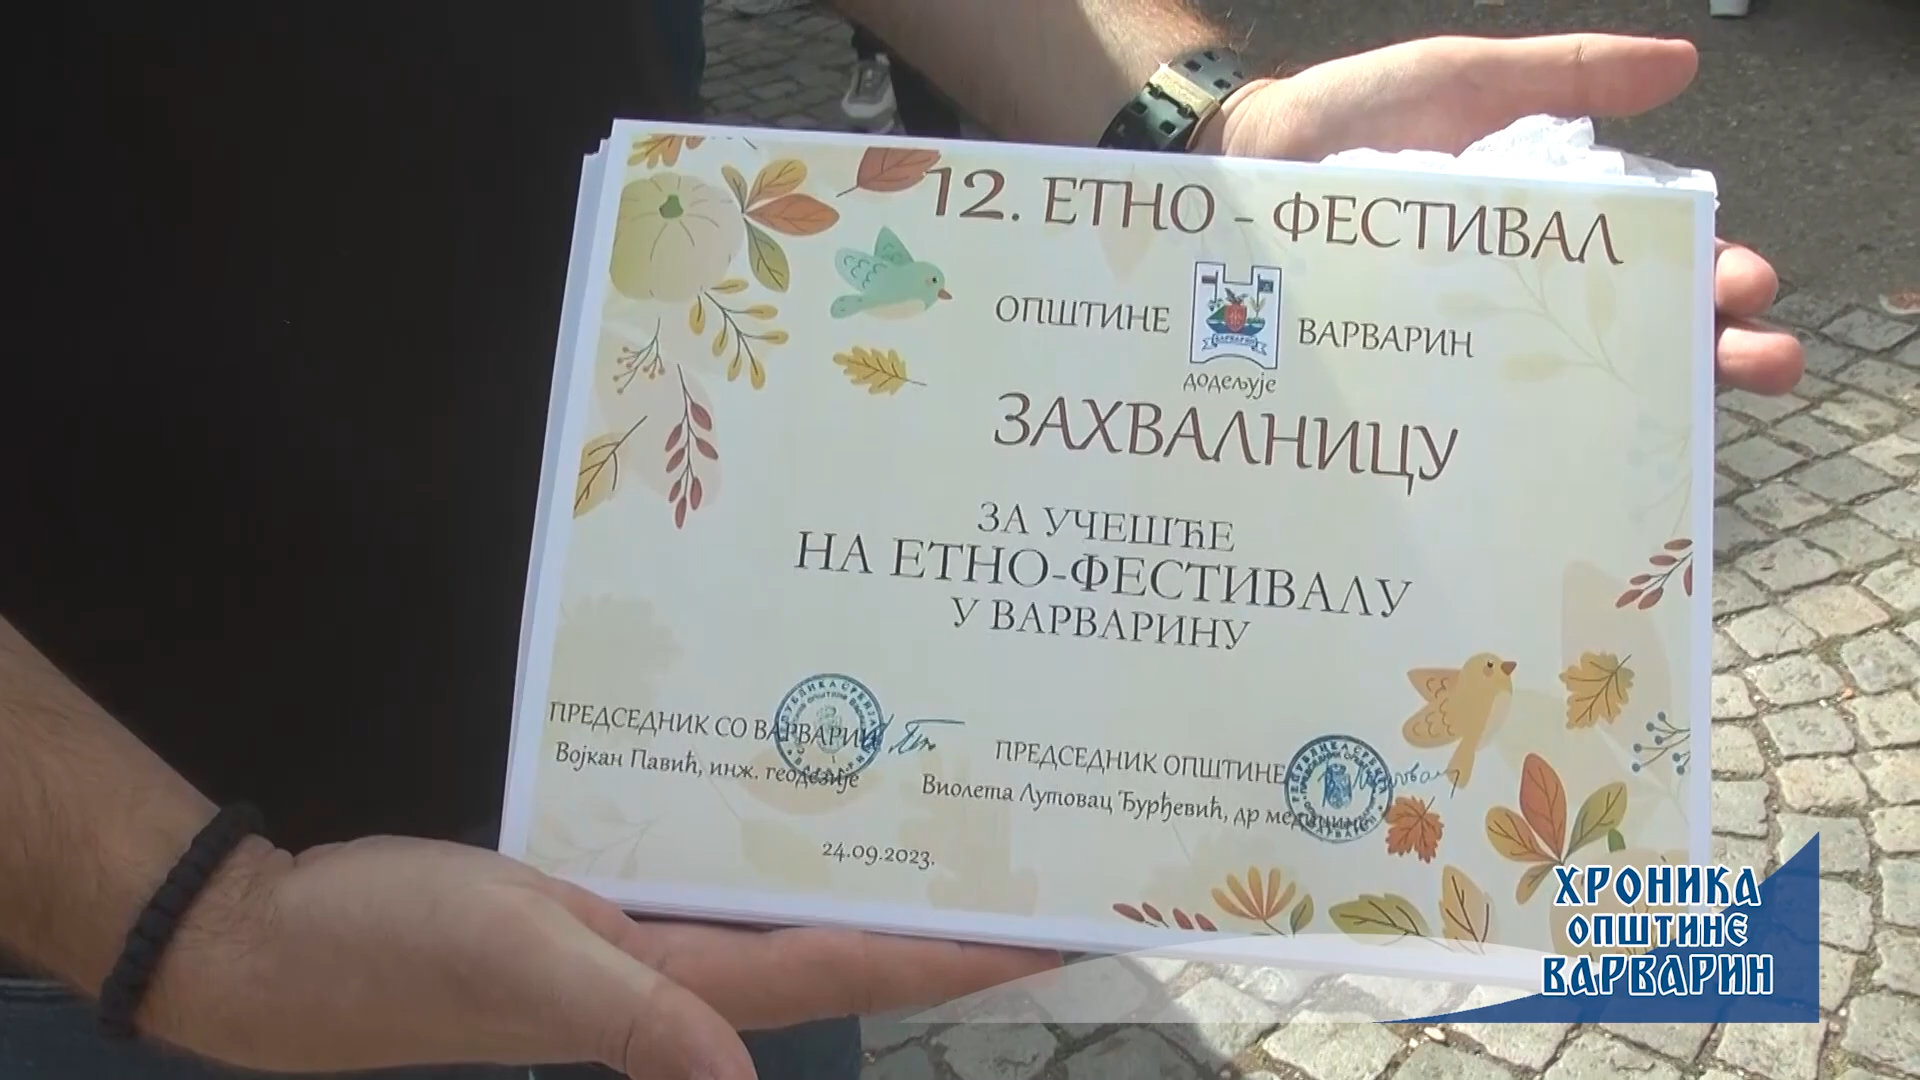 12. ЕТНО - ФЕСТИВАЛ
ОПШТИНЕ ВАРВАРИН
додељује
ЗАХВАЛНИЦУ
ЗА УЧЕШЋЕ
НА ЕТНО-ФЕСТИВАЛУ
У ВАРВАРИНУ
ПРЕДСЕДНИК СО ВАРВАРИН
Војкан Павић, инж. геодезије
ПРЕДСЕДНИК ОПШТИНЕ
Виолета Лутовац Ђурђевић, др медицине
24.09.2023.
ХРОНИКА
ОПШТИНЕ
ВАРВАРИН